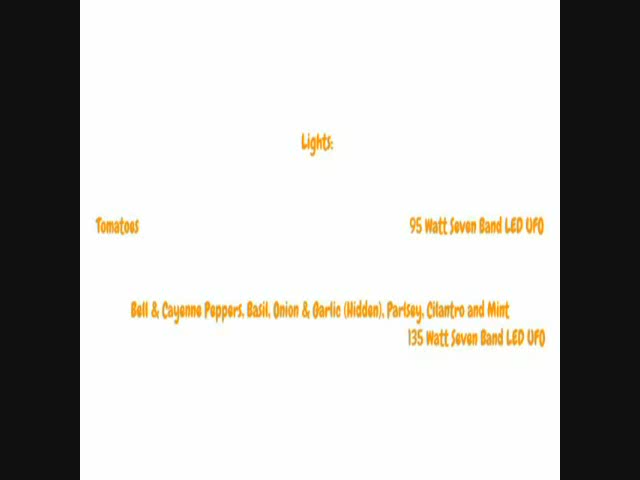 Lights:
Tomatoes 95 Watt Seven Band LED UFO
Bell & Cayenne Peppers, Basil, Onion & Garlic (Hidden), Parlsey, Cilantro and Mint
135 Watt Seven Band LED UFO